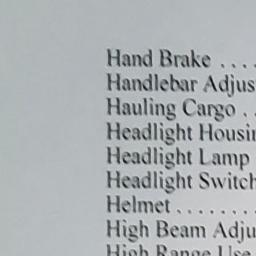 Hand Brake . . . .
Handlebar Adjus
Hauling Cargo . .
Headlight Housin
Headlight Lamp
Headlight Switch
Helmet . . . . . . . .
High Beam Adju
High Range Use